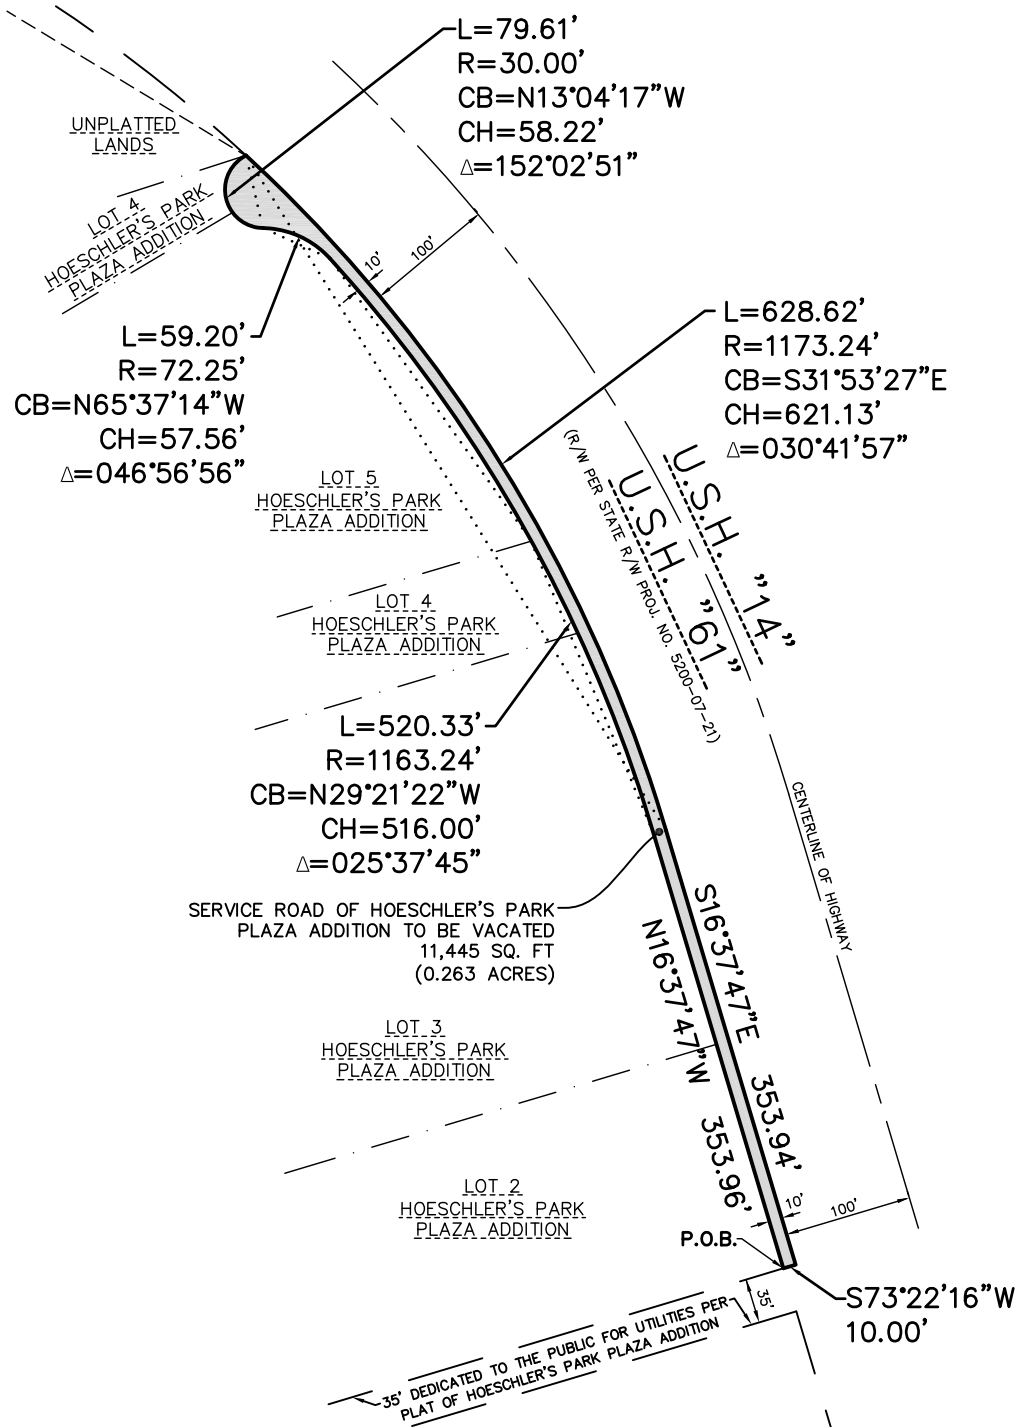 L=79.61'
R=30.00'
CB=N13°04'17"W
CH=58.22'
Δ=152°02'51"
UNPLATTED
LANDS
LOT 4
HOESCHLER'S PARK
PLAZA ADDITION
10'
100'
L=59.20'
R=72.25'
CB=N65°37'14"W
CH=57.56'
Δ=046°56'56"
L=628.62'
R=1173.24'
CB=S31°53'27"E
CH=621.13'
Δ=030°41'57"
U.S.H. "14"
U.S.H. "61"
(R/W PER STATE R/W PROJ. NO. 5200-07-21)
LOT 5
HOESCHLER'S PARK
PLAZA ADDITION
LOT 4
HOESCHLER'S PARK
PLAZA ADDITION
L=520.33'
R=1163.24'
CB=N29°21'22"W
CH=516.00'
Δ=025°37'45"
CENTERLINE OF HIGHWAY
SERVICE ROAD OF HOESCHLER'S PARK
PLAZA ADDITION TO BE VACATED
11,445 SQ. FT
(0.263 ACRES)
S16°37'47"E 353.94'
N16°37'47"W 353.96'
LOT 3
HOESCHLER'S PARK
PLAZA ADDITION
LOT 2
HOESCHLER'S PARK
PLAZA ADDITION
10'
100'
P.O.B.
S73°22'16"W
10.00'
35'
35' DEDICATED TO THE PUBLIC FOR UTILITIES PER
PLAT OF HOESCHLER'S PARK PLAZA ADDITION